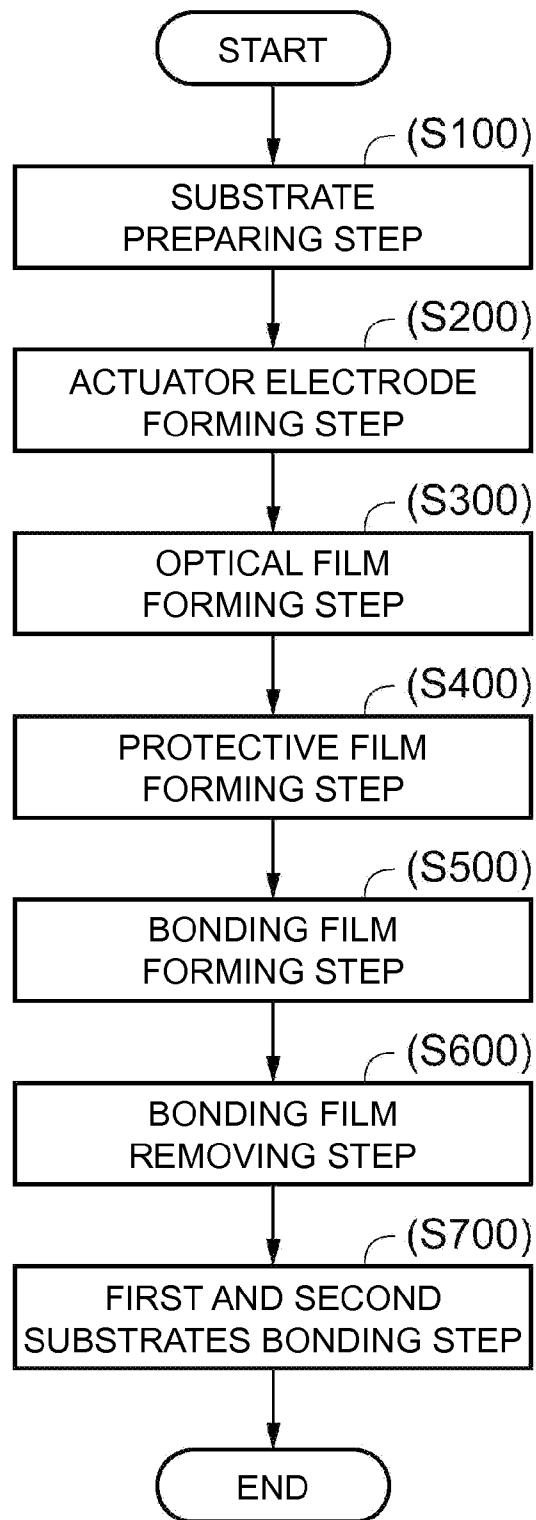 START
(S100)
SUBSTRATE
PREPARING STEP
(S200)
ACTUATOR ELECTRODE
FORMING STEP
(S300)
OPTICAL FILM
FORMING STEP
(S400)
PROTECTIVE FILM
FORMING STEP
(S500)
BONDING FILM
FORMING STEP
(S600)
BONDING FILM
REMOVING STEP
(S700)
FIRST AND SECOND
SUBSTRATES BONDING STEP
END